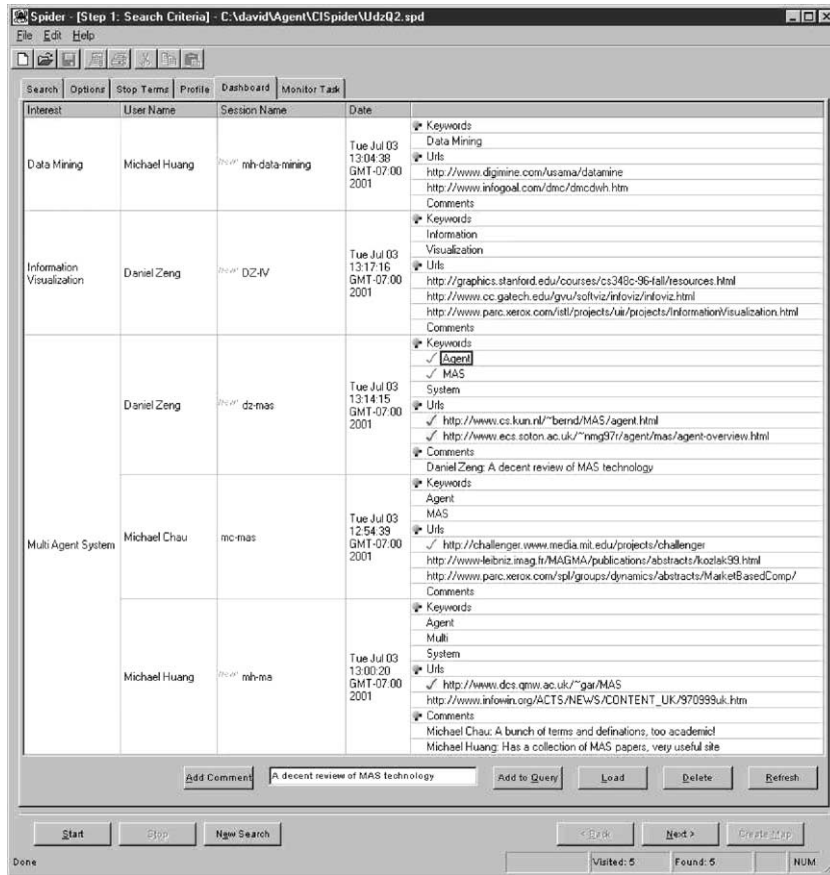 Spider - [Step 1: Search Criteria] - C:\david\Agent\CISpider\UdzQ2.spd
File Edit Help
Search Options Stop Terms Profile Dashboard Monitor Task
Interest User Name Session Name Date
Data Mining Michael Huang mh-data-mining
Tue Jul 03
13:04:38
GMT-07:00
2001
Keywords
Data Mining
Urls
http://www.digimine.com/usama/datamine
http://www.infogoal.com/dmc/dmcdwh.htm
Comments
Information
Visualization
Daniel Zeng DZ-IV
Tue Jul 03
13:17:16
GMT-07:00
2001
Keywords
Information
Visualization
Urls
http://graphics.stanford.edu/courses/cs348c-96-fall/resources.html
http://www.cc.gatech.edu/gvu/softviz/infoviz/infoviz.html
http://www.parc.xerox.com/istl/projects/uir/projects/InformationVisualization.html
Comments
Multi Agent System
Daniel Zeng dz-mas
Tue Jul 03
13:14:15
GMT-07:00
2001
Keywords
Agent
MAS
System
Urls
http://www.cs.kun.nl/~bernd/MAS/agent.html
http://www.ecs.soton.ac.uk/~nmg97r/agent/mas/agent-overview.html
Comments
Daniel Zeng: A decent review of MAS technology
Michael Chau mc-mas
Tue Jul 03
12:54:39
GMT-07:00
2001
Keywords
Agent
MAS
Urls
http://challenger.www.media.mit.edu/projects/challenger
http://www-leibniz.imag.fr/MAGMA/publications/abstracts/kozlak99.html
http://www.parc.xerox.com/spl/groups/dynamics/abstracts/MarketBasedComp/
Comments
Michael Huang mh-ma
Tue Jul 03
13:00:20
GMT-07:00
2001
Keywords
Agent
Multi
System
Urls
http://www.dcs.qmw.ac.uk/~gar/MAS
http://www.infowin.org/ACTS/NEWS/CONTENT_UK/970999uk.htm
Comments
Michael Chau: A bunch of terms and definations, too academic!
Michael Huang: Has a collection of MAS papers, very useful site
Add Comment A decent review of MAS technology Add to Query Load Delete Refresh
Start Stop New Search < Back Next > Create Map
Done Visited: 5 Found: 5 NUM